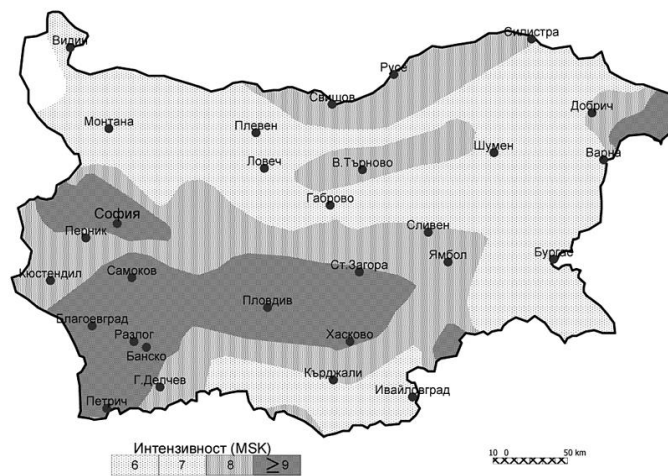 Силистра
Видин
Русе
Свищов
Добрич
Монтана
Плевен
Шумен
Варна
Ловеч
В.Търново
Габрово
София
Перник
Сливен
Бургас
Кюстендил
Самоков
Ст.Загора
Ямбол
Пловдив
Благоевград
Разлог
Хасково
Банско
Г.Делчев
Кърджали
Ивайловград
Петрич
Интензивност (MSK)
6 7 8 ≥9
10 0 50 km